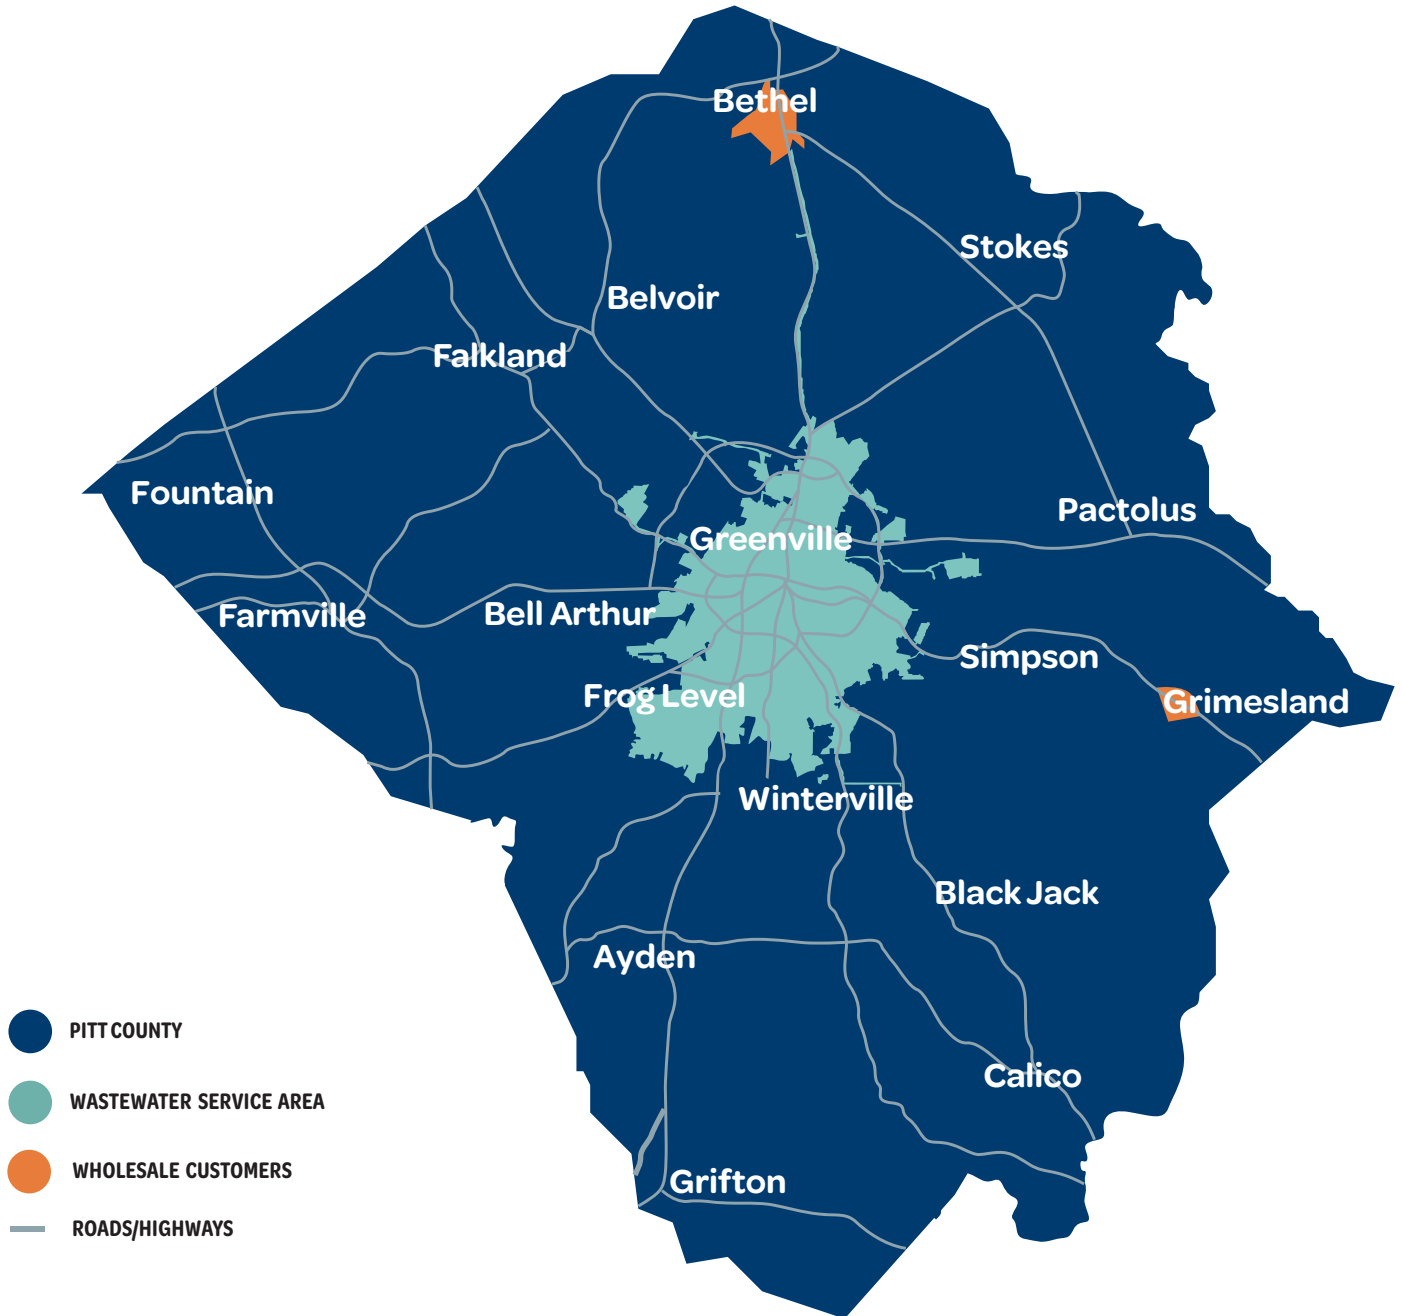 Bethel
Stokes
Belvoir
Falkland
Fountain
Pactolus
Greenville
Farmville
Bell Arthur
Simpson
Frog Level
Grimesland
Winterville
Black Jack
Ayden
PITT COUNTY
Calico
WASTEWATER SERVICE AREA
WHOLESALE CUSTOMERS
Grifton
ROADS/HIGHWAYS